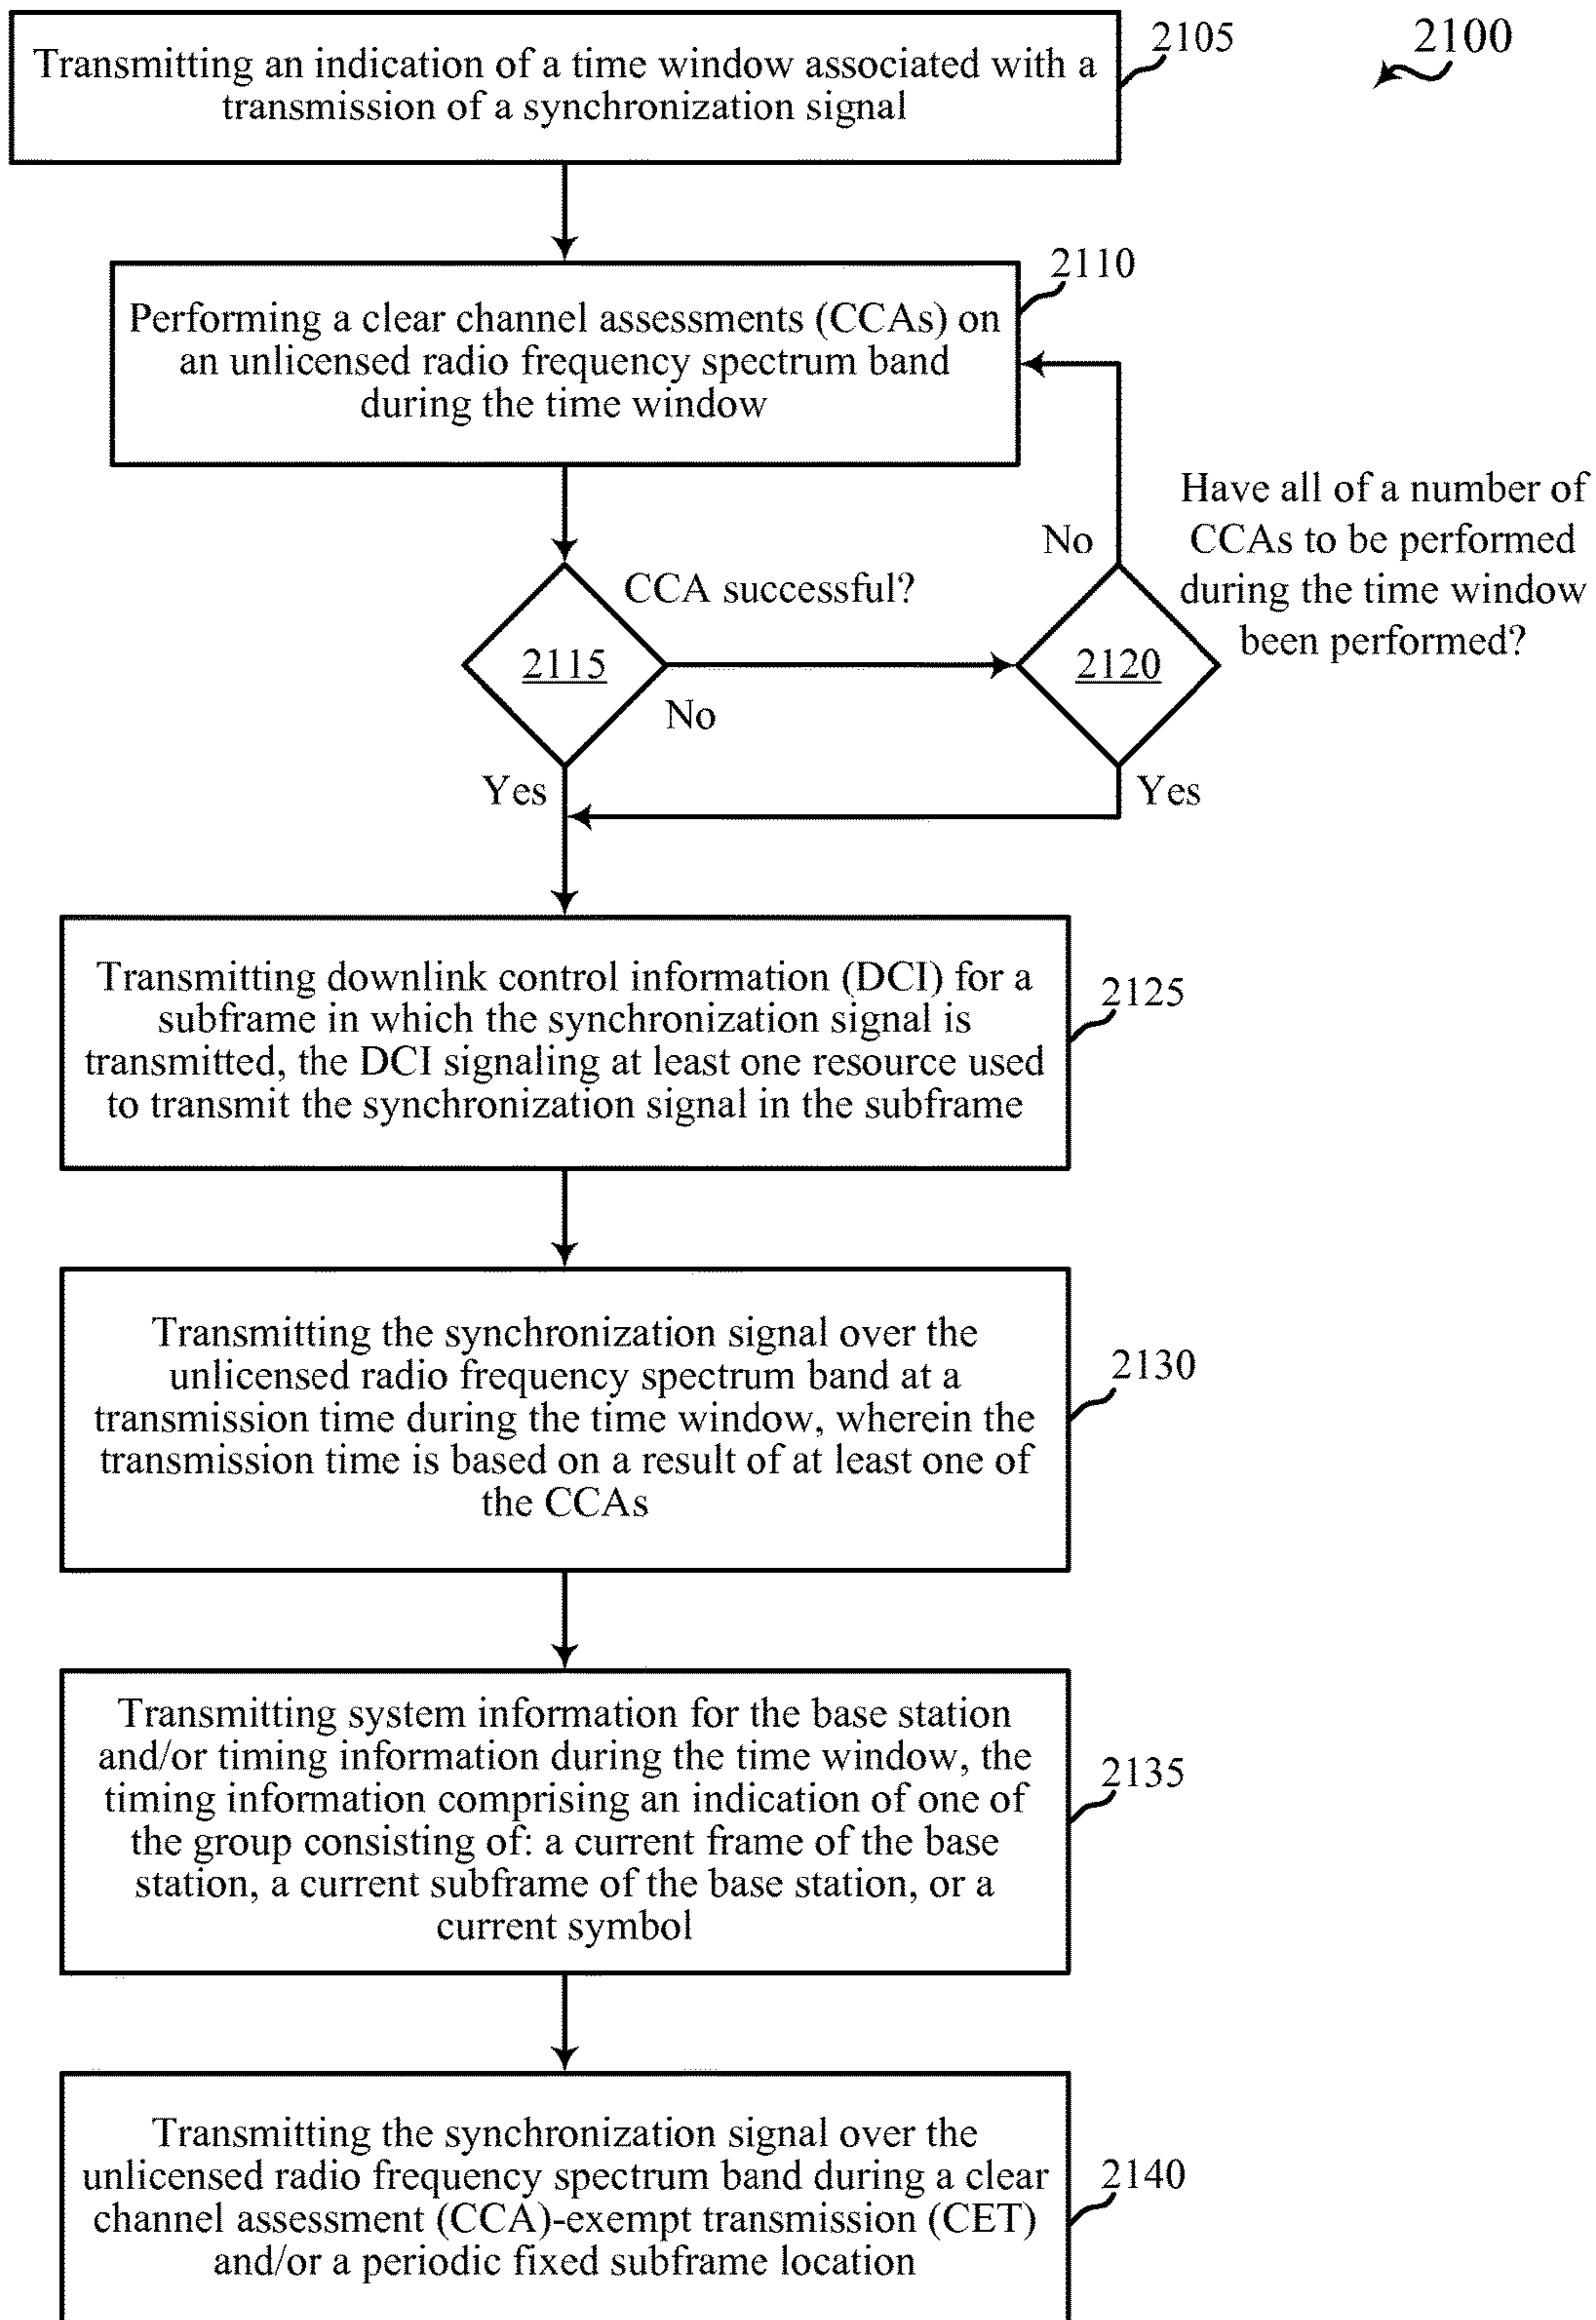 2100
2105
Transmitting an indication of a time window associated with a
transmission of a synchronization signal
2110
Performing a clear channel assessments (CCAs) on
an unlicensed radio frequency spectrum band
during the time window
CCA successful?
2115
No
Yes
Have all of a number of
CCAs to be performed
during the time window
been performed?
No
2120
Yes
Transmitting downlink control information (DCI) for a
subframe in which the synchronization signal is
transmitted, the DCI signaling at least one resource used
to transmit the synchronization signal in the subframe
2125
Transmitting the synchronization signal over the
unlicensed radio frequency spectrum band at a
transmission time during the time window, wherein the
transmission time is based on a result of at least one of
the CCAs
2130
Transmitting system information for the base station
and/or timing information during the time window, the
timing information comprising an indication of one of
the group consisting of: a current frame of the base
station, a current subframe of the base station, or a
current symbol
2135
Transmitting the synchronization signal over the
unlicensed radio frequency spectrum band during a clear
channel assessment (CCA)-exempt transmission (CET)
and/or a periodic fixed subframe location
2140